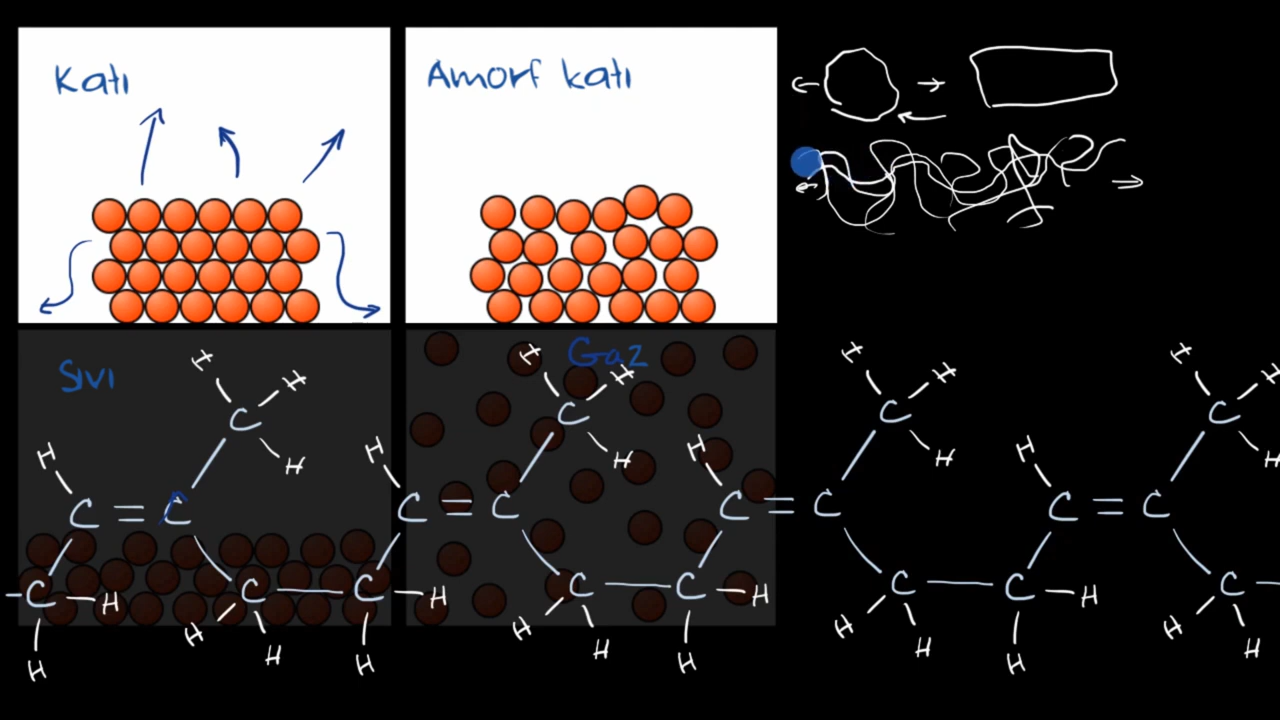 Katı
Amorf katı
Sıvı
Gaz
H H H H
H H H H
C C C C
H H H H H H H H
C = C C = C C = C C = C
- C - H C - C - H C - C - H C - C - H C -
H H H H
H H H H H H H H